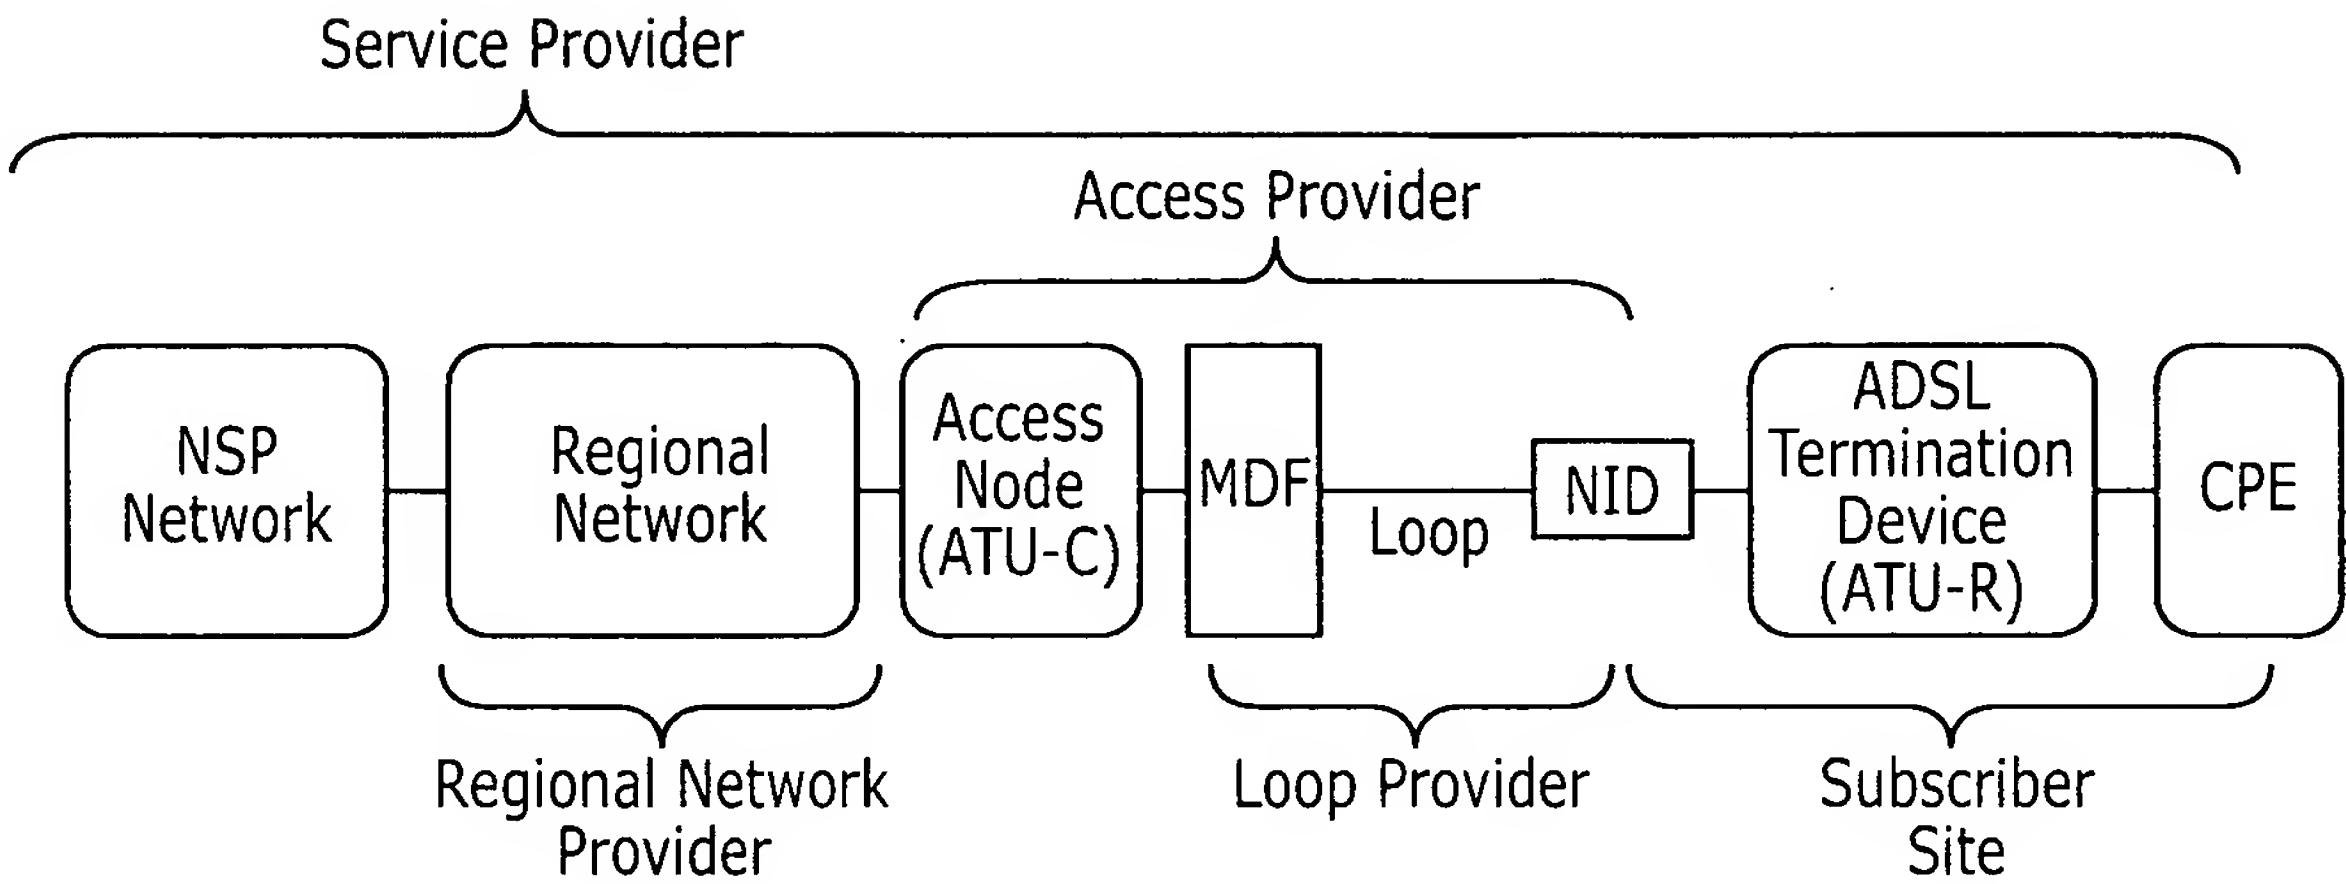 Service Provider
Access Provider
NSP
Network
Regional
Network
Access
Node
(ATU-C)
MDF
Loop
NID
ADSL
Termination
Device
(ATU-R)
CPE
Regional Network
Provider
Loop Provider
Subscriber
Site